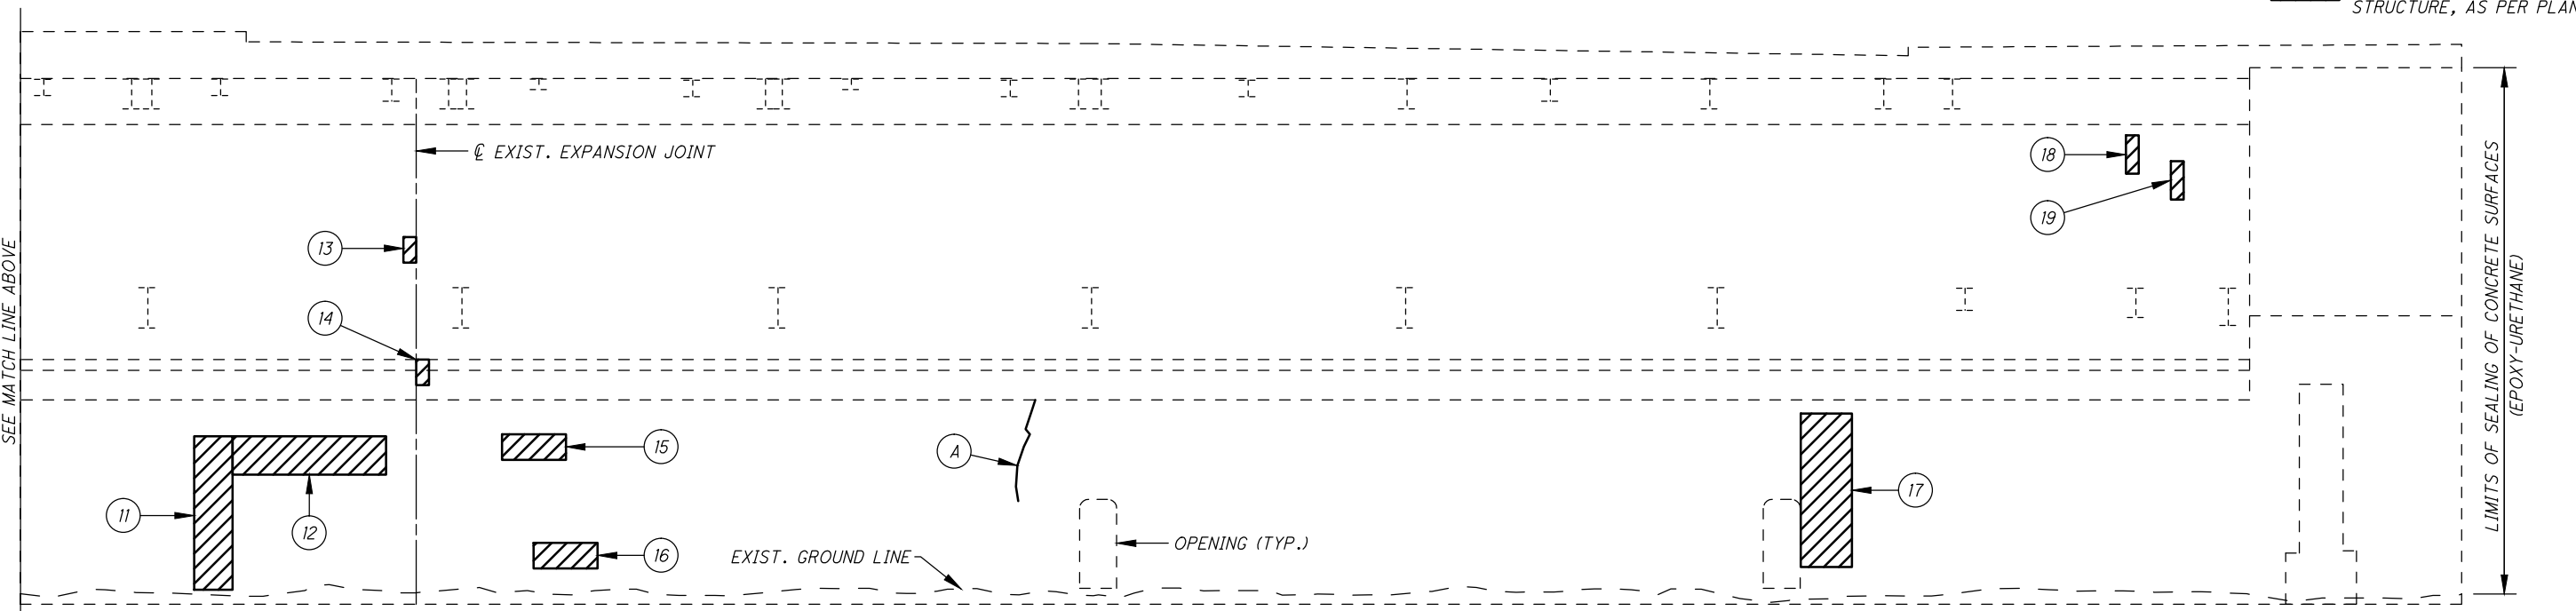 STRUCTURE, AS PER PLAN
℄ EXIST. EXPANSION JOINT
18
19
13
14
SEE MATCH LINE ABOVE
LIMITS OF SEALING OF CONCRETE SURFACES
(EPOXY-URETHANE)
15
A
11
12
17
16
EXIST. GROUND LINE
OPENING (TYP.)